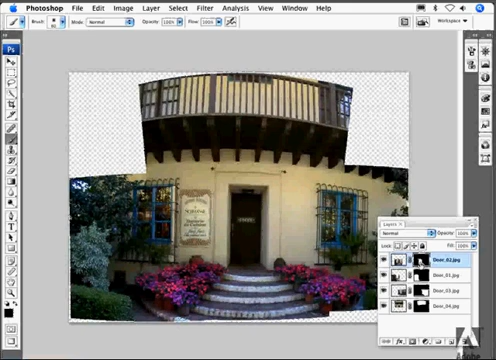 Photoshop File Edit Image Layer Select Filter Analysis View Window Help
Brush: Mode: Normal Opacity: 100% Flow: 100% Workspace
Ps
Layers
Normal Opacity: 100%
Lock: Fill: 100%
Door_02.jpg
Door_01.jpg
Door_03.jpg
Door_04.jpg
Adobe